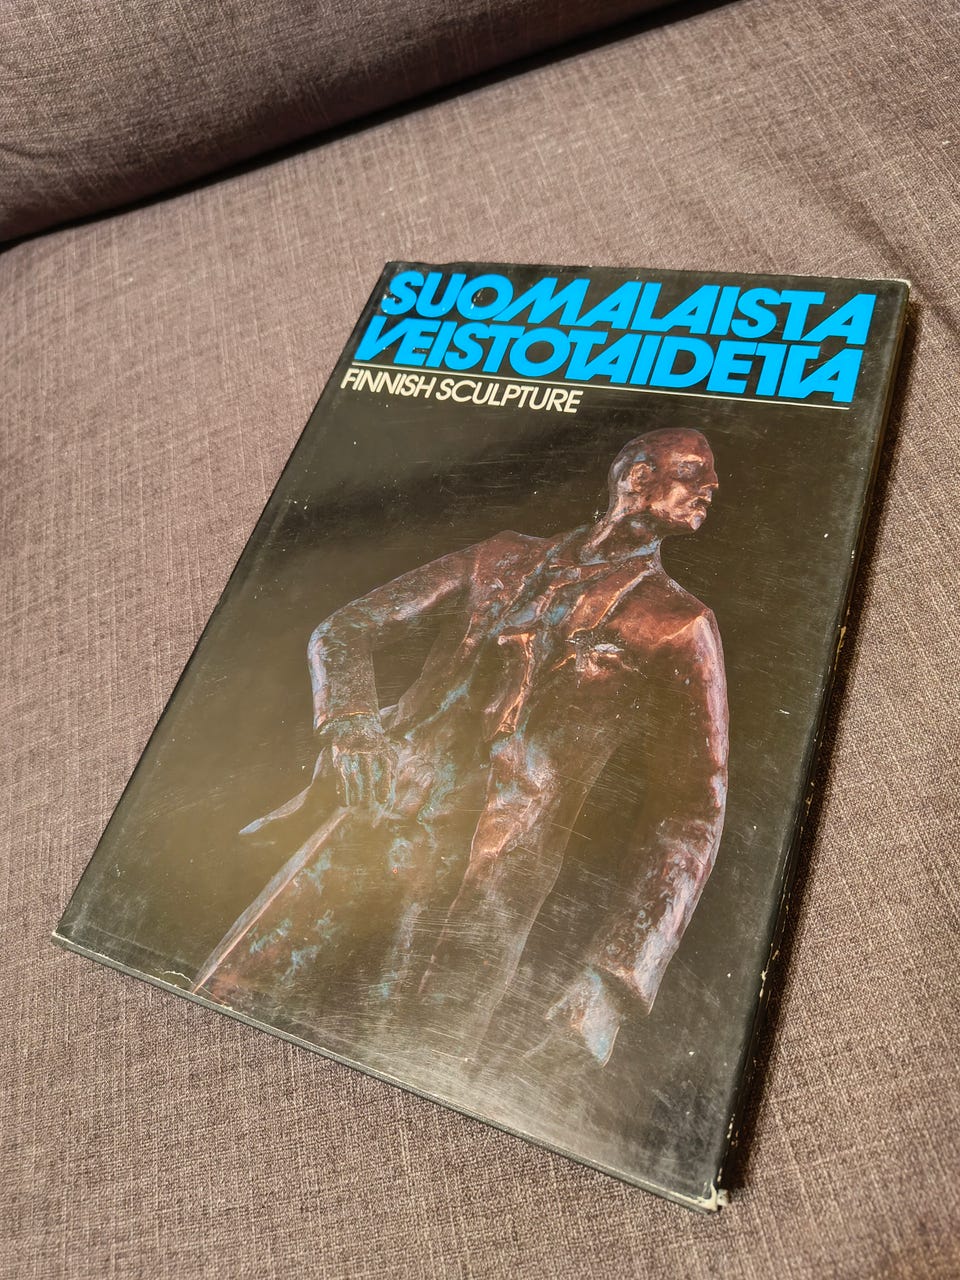 SUOMALAISTA
VEISTOTAIDETTA
FINNISH SCULPTURE